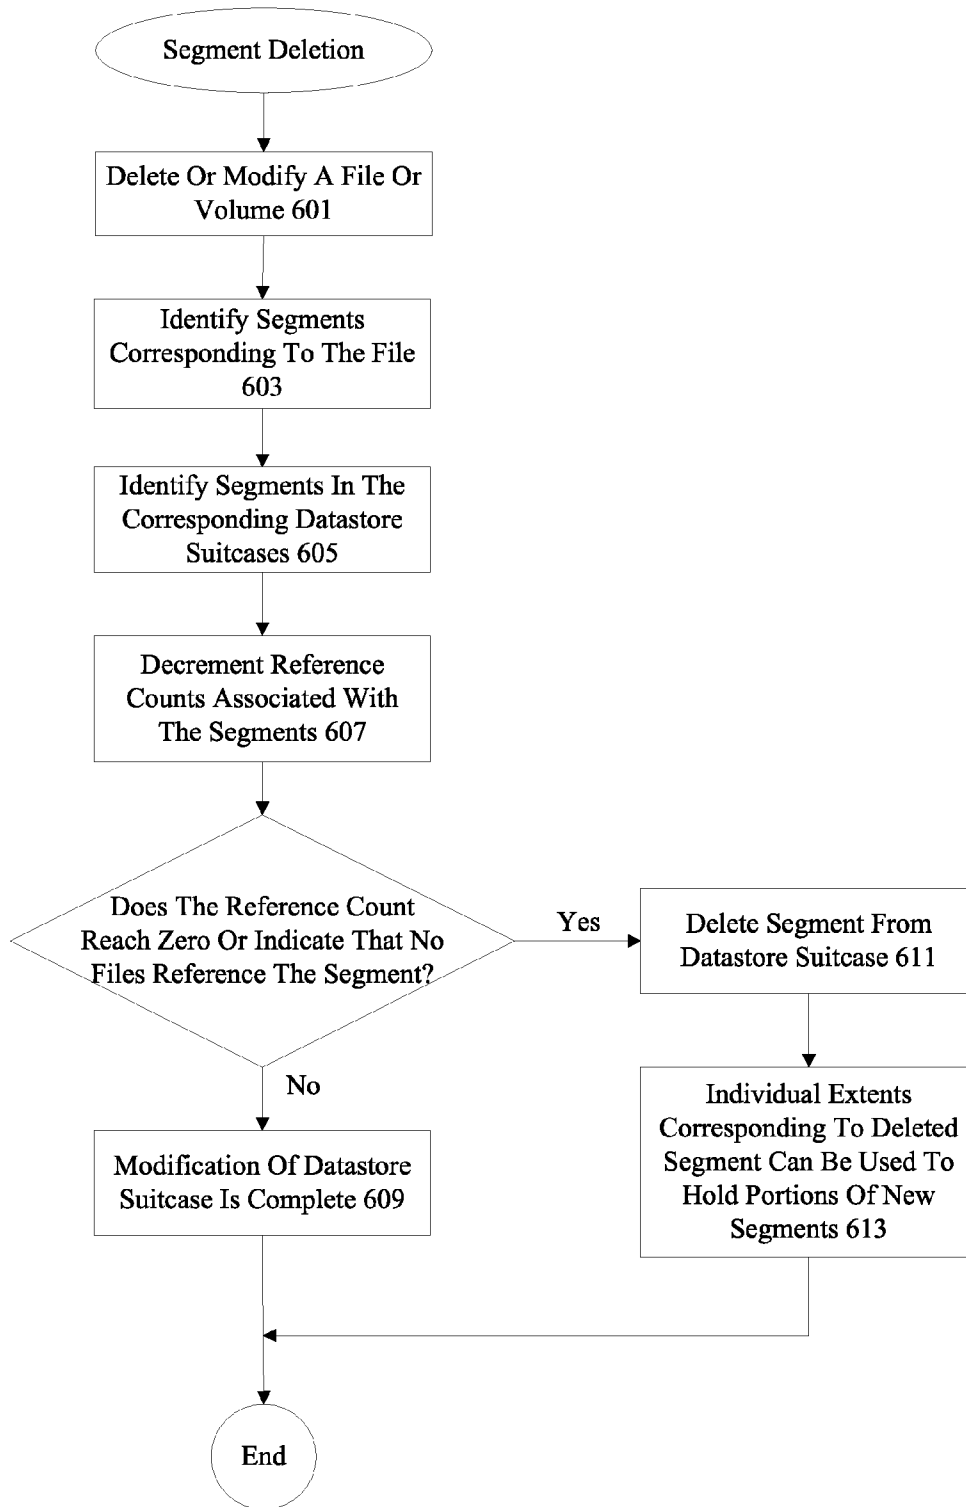 Segment Deletion
Delete Or Modify A File Or
Volume 601
Identify Segments
Corresponding To The File
603
Identify Segments In The
Corresponding Datastore
Suitcases 605
Decrement Reference
Counts Associated With
The Segments 607
Does The Reference Count
Reach Zero Or Indicate That No
Files Reference The Segment?
Yes
Delete Segment From
Datastore Suitcase 611
No
Individual Extents
Corresponding To Deleted
Segment Can Be Used To
Hold Portions Of New
Segments 613
Modification Of Datastore
Suitcase Is Complete 609
End